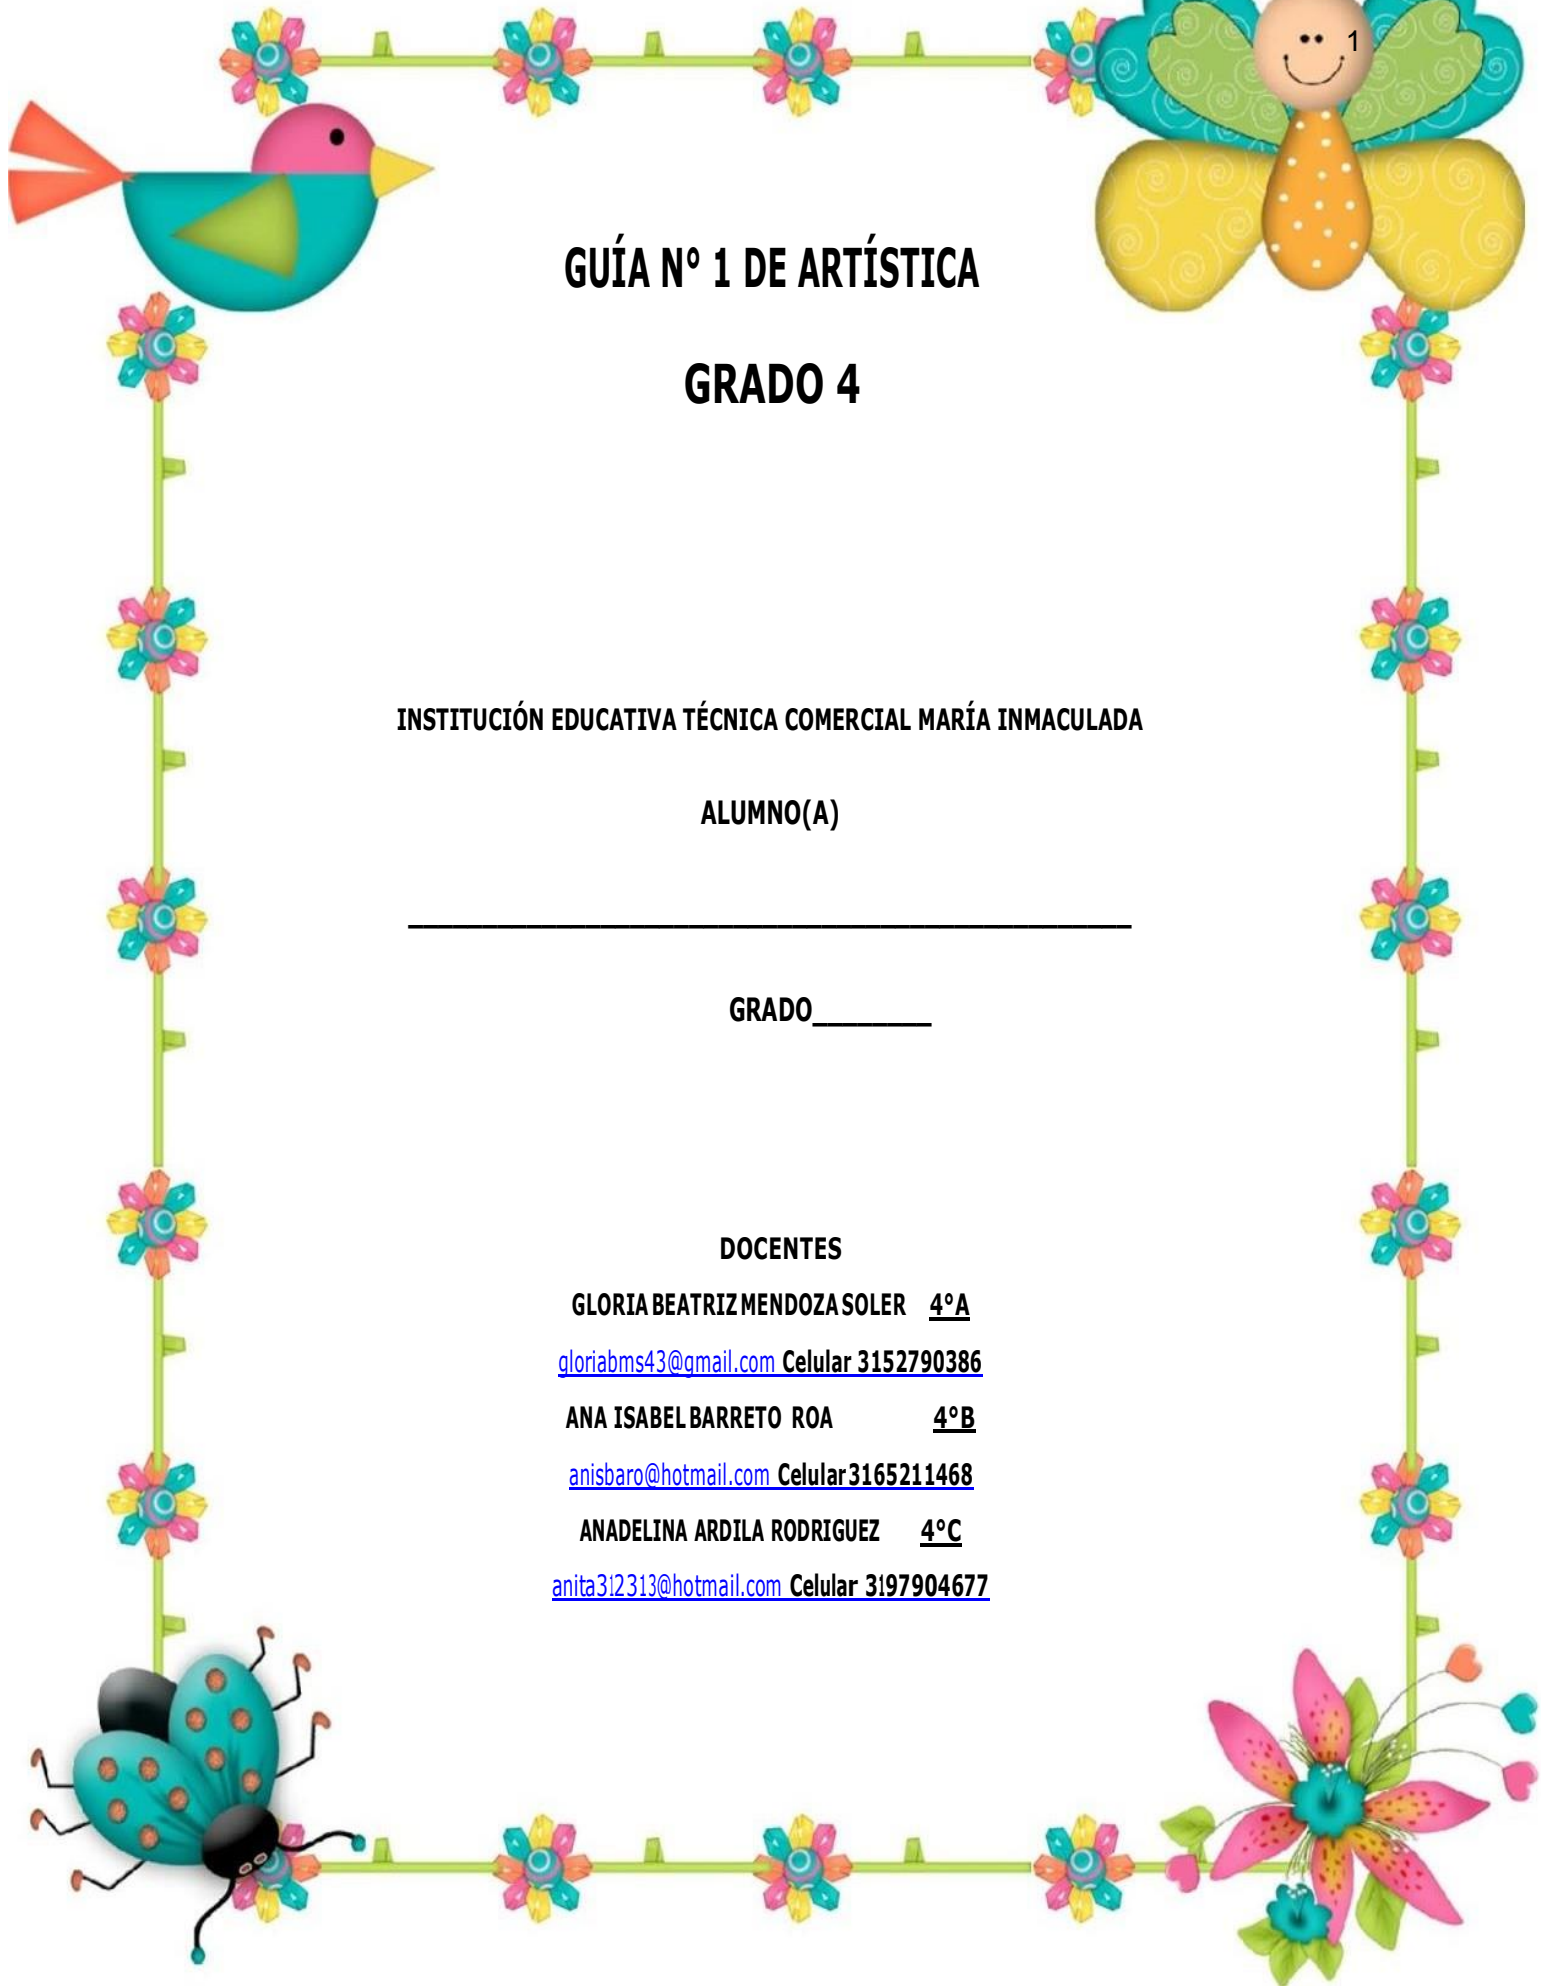 1
GUÍA Nº 1 DE ARTÍSTICA
GRADO 4
INSTITUCIÓN EDUCATIVA TÉCNICA COMERCIAL MARÍA INMACULADA
ALUMNO(A)
_________________________________________________
GRADO________
DOCENTES
GLORIA BEATRIZ MENDOZA SOLER 4°A
gloriabms43@gmail.com Celular 3152790386
ANA ISABEL BARRETO ROA 4°B
anisbaro@hotmail.com Celular 3165211468
ANADELINA ARDILA RODRIGUEZ 4°C
anita312313@hotmail.com Celular 3197904677